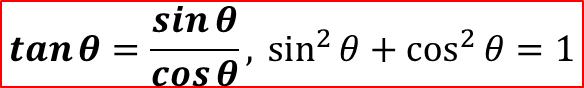 tan θ = sin θ / cos θ, sin² θ + cos² θ = 1